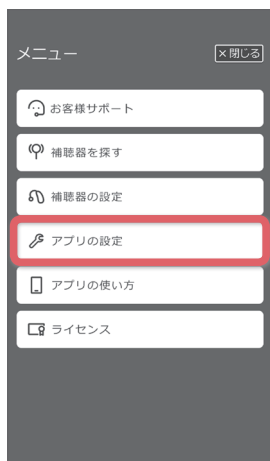 メニュー
×閉じる
お客様サポート
補聴器を探す
補聴器の設定
アプリの設定
アプリの使い方
ライセンス